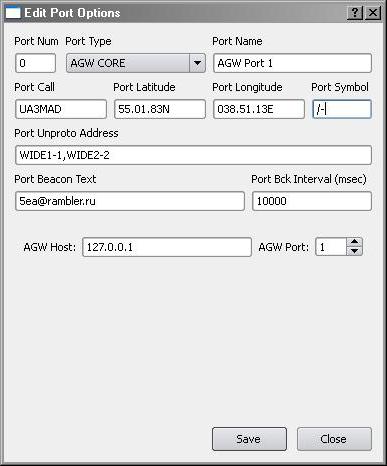 Edit Port Options
Port Num Port Type Port Name
0 AGW CORE AGW Port 1
Port Call Port Latitude Port Longitude Port Symbol
UA3MAD 55.01.83N 038.51.13E /-
Port Unproto Address
WIDE1-1,WIDE2-2
Port Beacon Text Port Bck Interval (msec)
5ea@rambler.ru 10000
AGW Host: 127.0.0.1 AGW Port: 1
Save Close